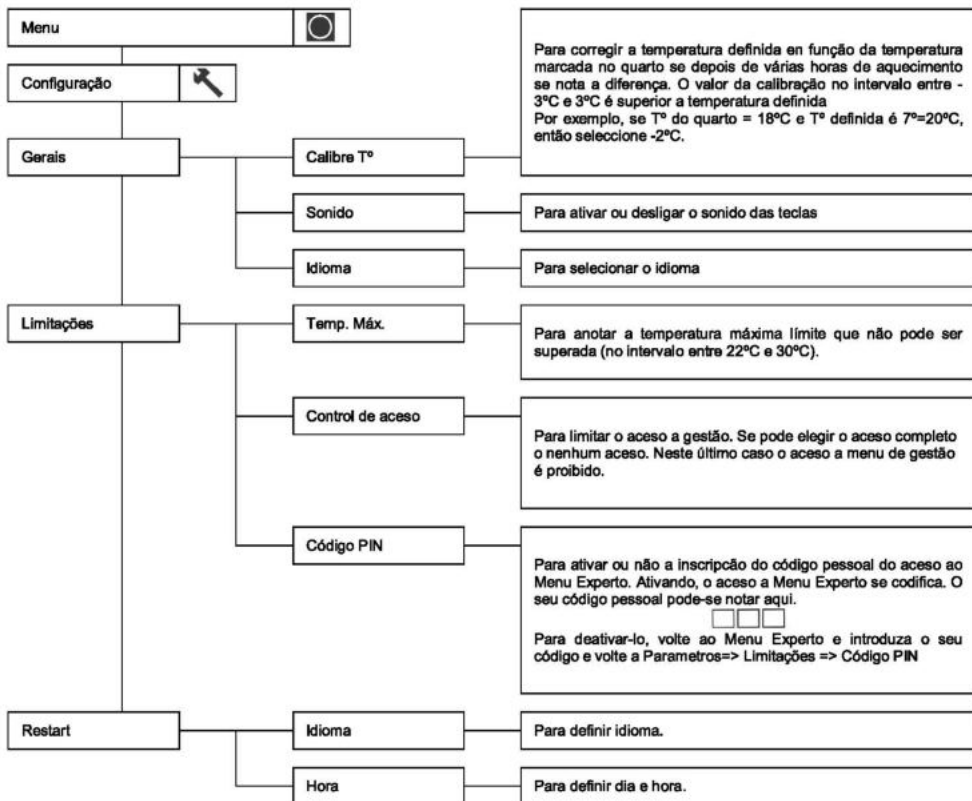 Menu
Para corregir a temperatura definida en função da temperatura
marcada no quarto se depois de várias horas de aquecimento
se nota a diferença. O valor da calibração no intervalo entre -
3ºC e 3ºC é superior a temperatura definida
Por exemplo, se Tº do quarto = 18ºC e Tº definida é 7º=20ºC,
então seleccione -2ºC.
Configuração
Gerais
Calibre Tº
Sonido
Para ativar ou desligar o sonido das teclas
Idioma
Para selecionar o idioma
Limitações
Temp. Máx.
Para anotar a temperatura máxima límite que não pode ser
superada (no intervalo entre 22ºC e 30ºC).
Control de aceso
Para limitar o aceso a gestão. Se pode elegir o aceso completo
o nenhum aceso. Neste último caso o aceso a menu de gestão
é proibido.
Código PIN
Para ativar ou não a inscripcão do código pessoal do aceso ao
Menu Experto. Ativando, o aceso a Menu Experto se codifica. O
seu código pessoal pode-se notar aqui.
Para deativar-lo, volte ao Menu Experto e introduza o seu
código e volte a Parametros=> Limitações => Código PIN
Restart
Idioma
Para definir idioma.
Hora
Para definir dia e hora.